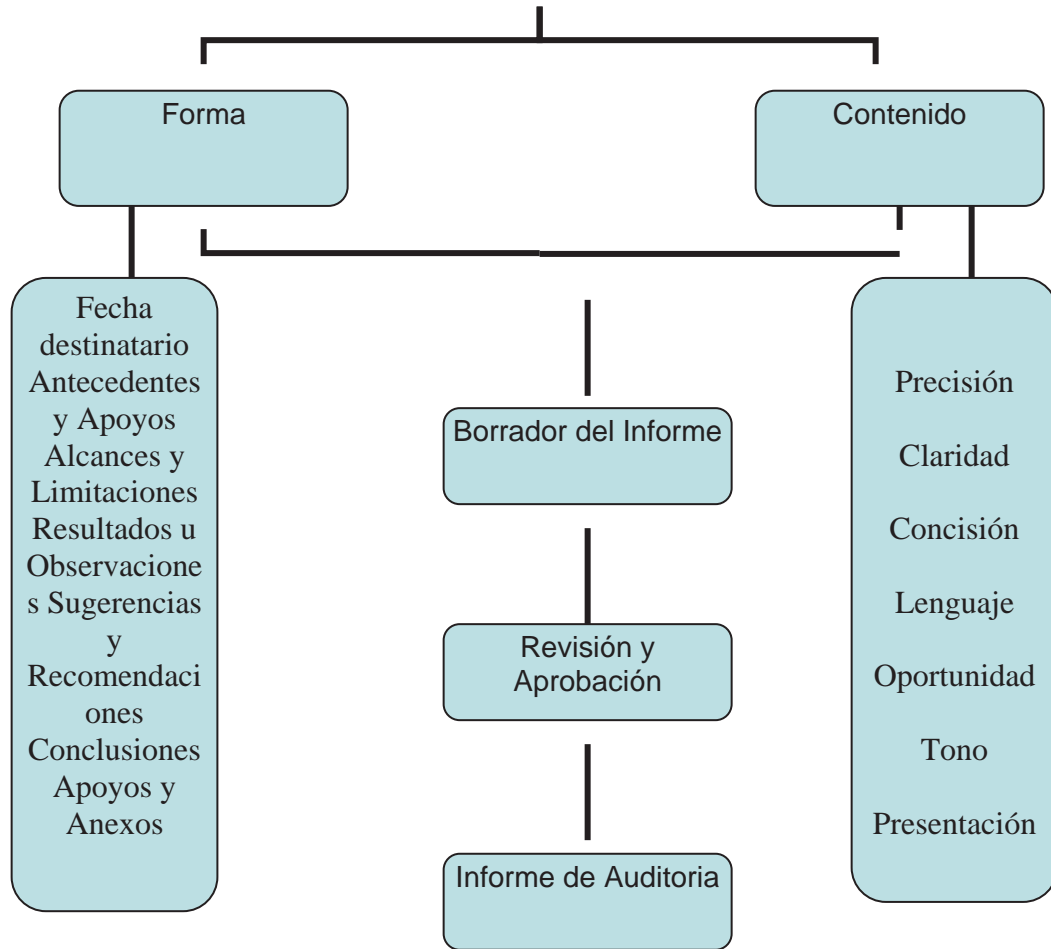 Forma
Contenido
Fecha
destinatario
Antecedentes
y Apoyos
Alcances y
Limitaciones
Resultados u
Observacione
s Sugerencias
y
Recomendaci
ones
Conclusiones
Apoyos y
Anexos
Borrador del Informe
Revisión y
Aprobación
Informe de Auditoria
Precisión
Claridad
Concisión
Lenguaje
Oportunidad
Tono
Presentación